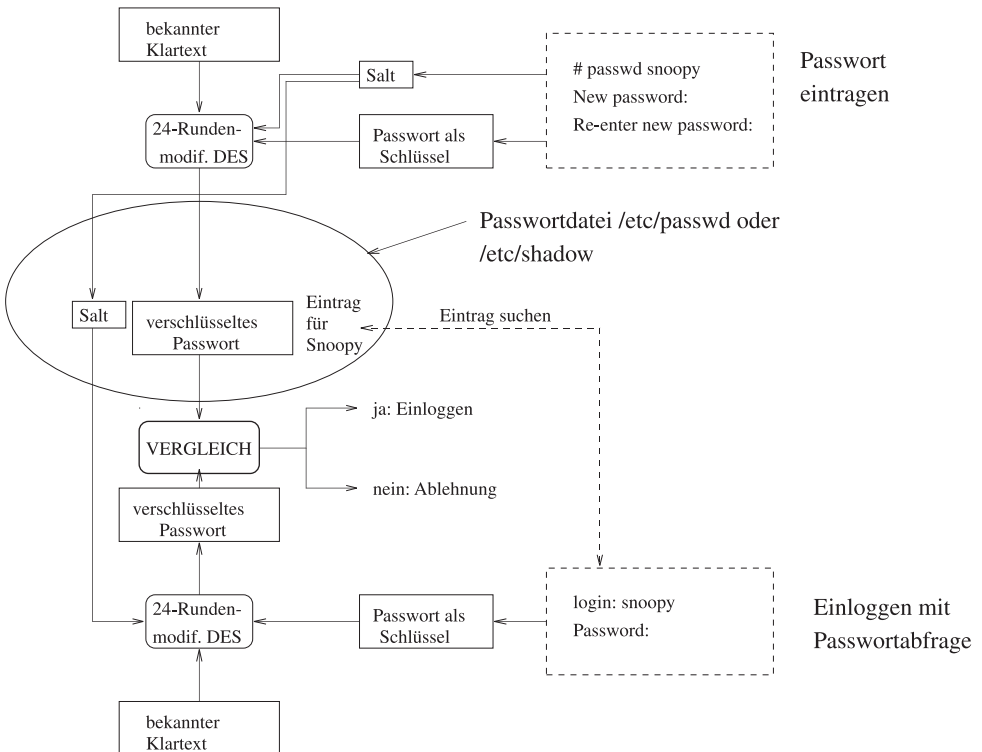 bekannter
Klartext
Salt
# passwd snoopy
New password:
Re-enter new password:
Passwort
eintragen
24-Runden-
modif. DES
Passwort als
Schlüssel
Passwortdatei /etc/passwd oder
/etc/shadow
Salt
verschlüsseltes
Passwort
Eintrag
für
Snoopy
Eintrag suchen
ja: Einloggen
VERGLEICH
nein: Ablehnung
verschlüsseltes
Passwort
24-Runden-
modif. DES
Passwort als
Schlüssel
login: snoopy
Password:
Einloggen mit
Passwortabfrage
bekannter
Klartext